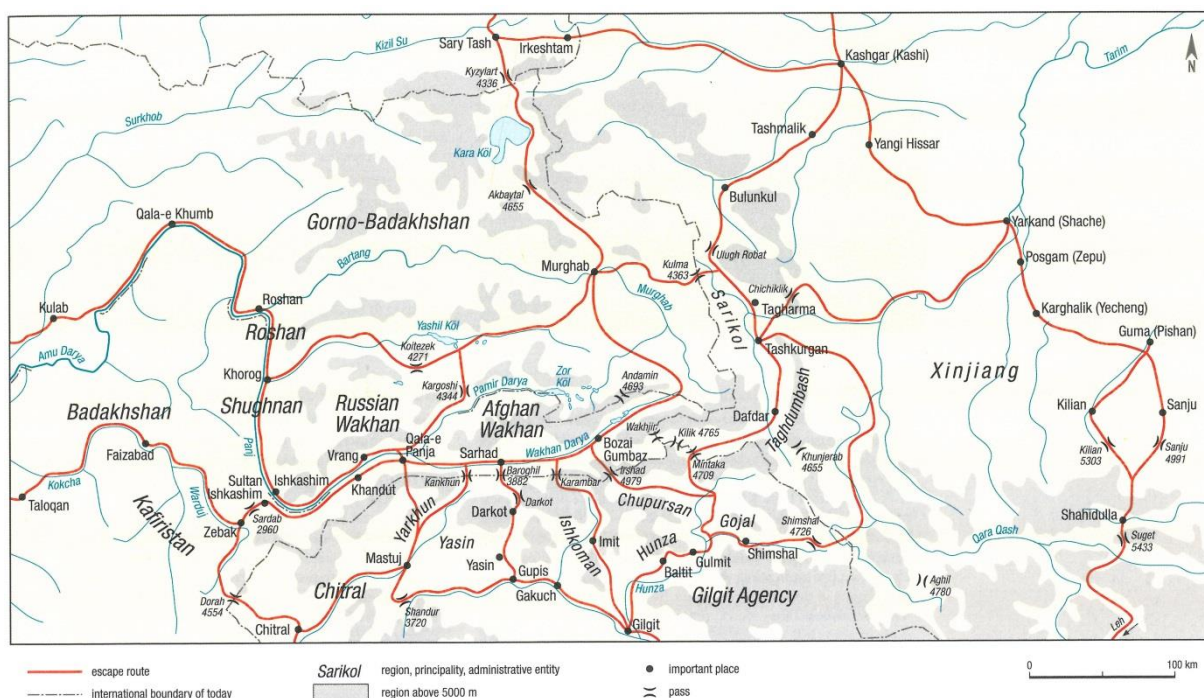 Sary Tash
Irkeshtam
Kizil Su
Kashgar (Kashi)
Tarim
N
Kyzylart
4336
Surkhob
Tashmalik
Yangi Hissar
Kara Köl
Akbaytal
4655
Bulunkul
Qala-e Khumb
Gorno-Badakhshan
Yarkand (Shache)
Bartang
Ulugh Robat
Posgam (Zepu)
Murghab
Kulma
4363
Murghab
Chichiklik
Sarikol
Tagharma
Kulab
Roshan
Roshan
Karghalik (Yecheng)
Yashil Köl
Guma (Pishan)
Amu Darya
Koitezek
4271
Tashkurgan
Khorog
Kargoshi
4344
Pamir Darya
Zor
Köl
Andamin
4693
Xinjiang
Badakhshan
Shughnan
Russian
Wakhan
Afghan
Wakhan
Dafdar
Taghdumbash
Kilian
Sanju
Panj
Qala-e
Panja
Wakhan Darya
Wakhjir
Kilik 4765
Faizabad
Vrang
Sarhad
Bozai
Gumbaz
Mintaka
4709
Khunjerab
4655
Kilian
5303
Sanju
4991
Kokcha
Taloqan
Warduj
Sultan
Ishkashim
Ishkashim
Khandut
Kankhun
Baroghil
3882
Karambar
Irshad
4979
Kafiristan
Zebak
Sardab
2960
Yarkhun
Darkot
Darkot
Chupursan
Gojal
Shimshal
4726
Shahidulla
Qara Qash
Suget
5433
Mastuj
Yasin
Yasin
Ishkoman
Imit
Hunza
Baltit
Gulmit
Shimshal
Aghil
4780
Dorah
4554
Chitral
Chitral
Shandur
3720
Gupis
Gakuch
Hunza
Gilgit Agency
Gilgit
Leh
escape route
international boundary of today
Sarikol
region, principality, administrative entity
region above 5000 m
important place
pass
0
100 km